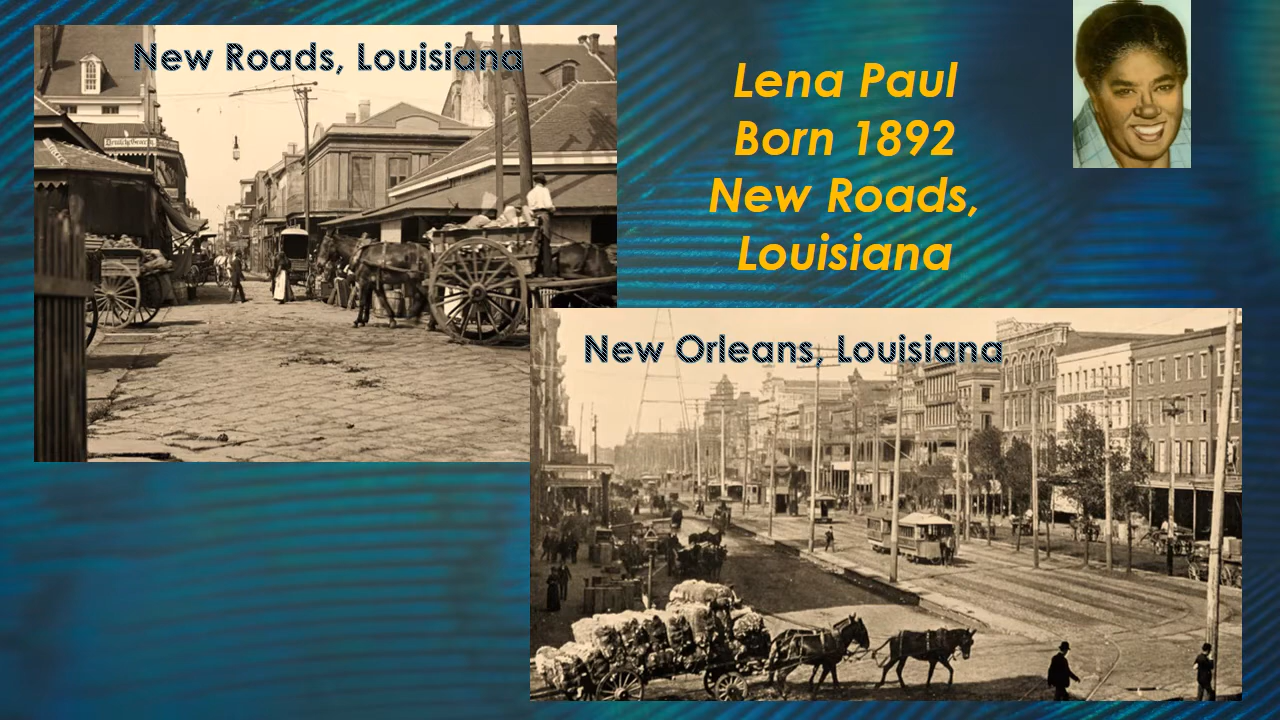 New Roads, Louisiana
Lena Paul
Born 1892
New Roads,
Louisiana
New Orleans, Louisiana